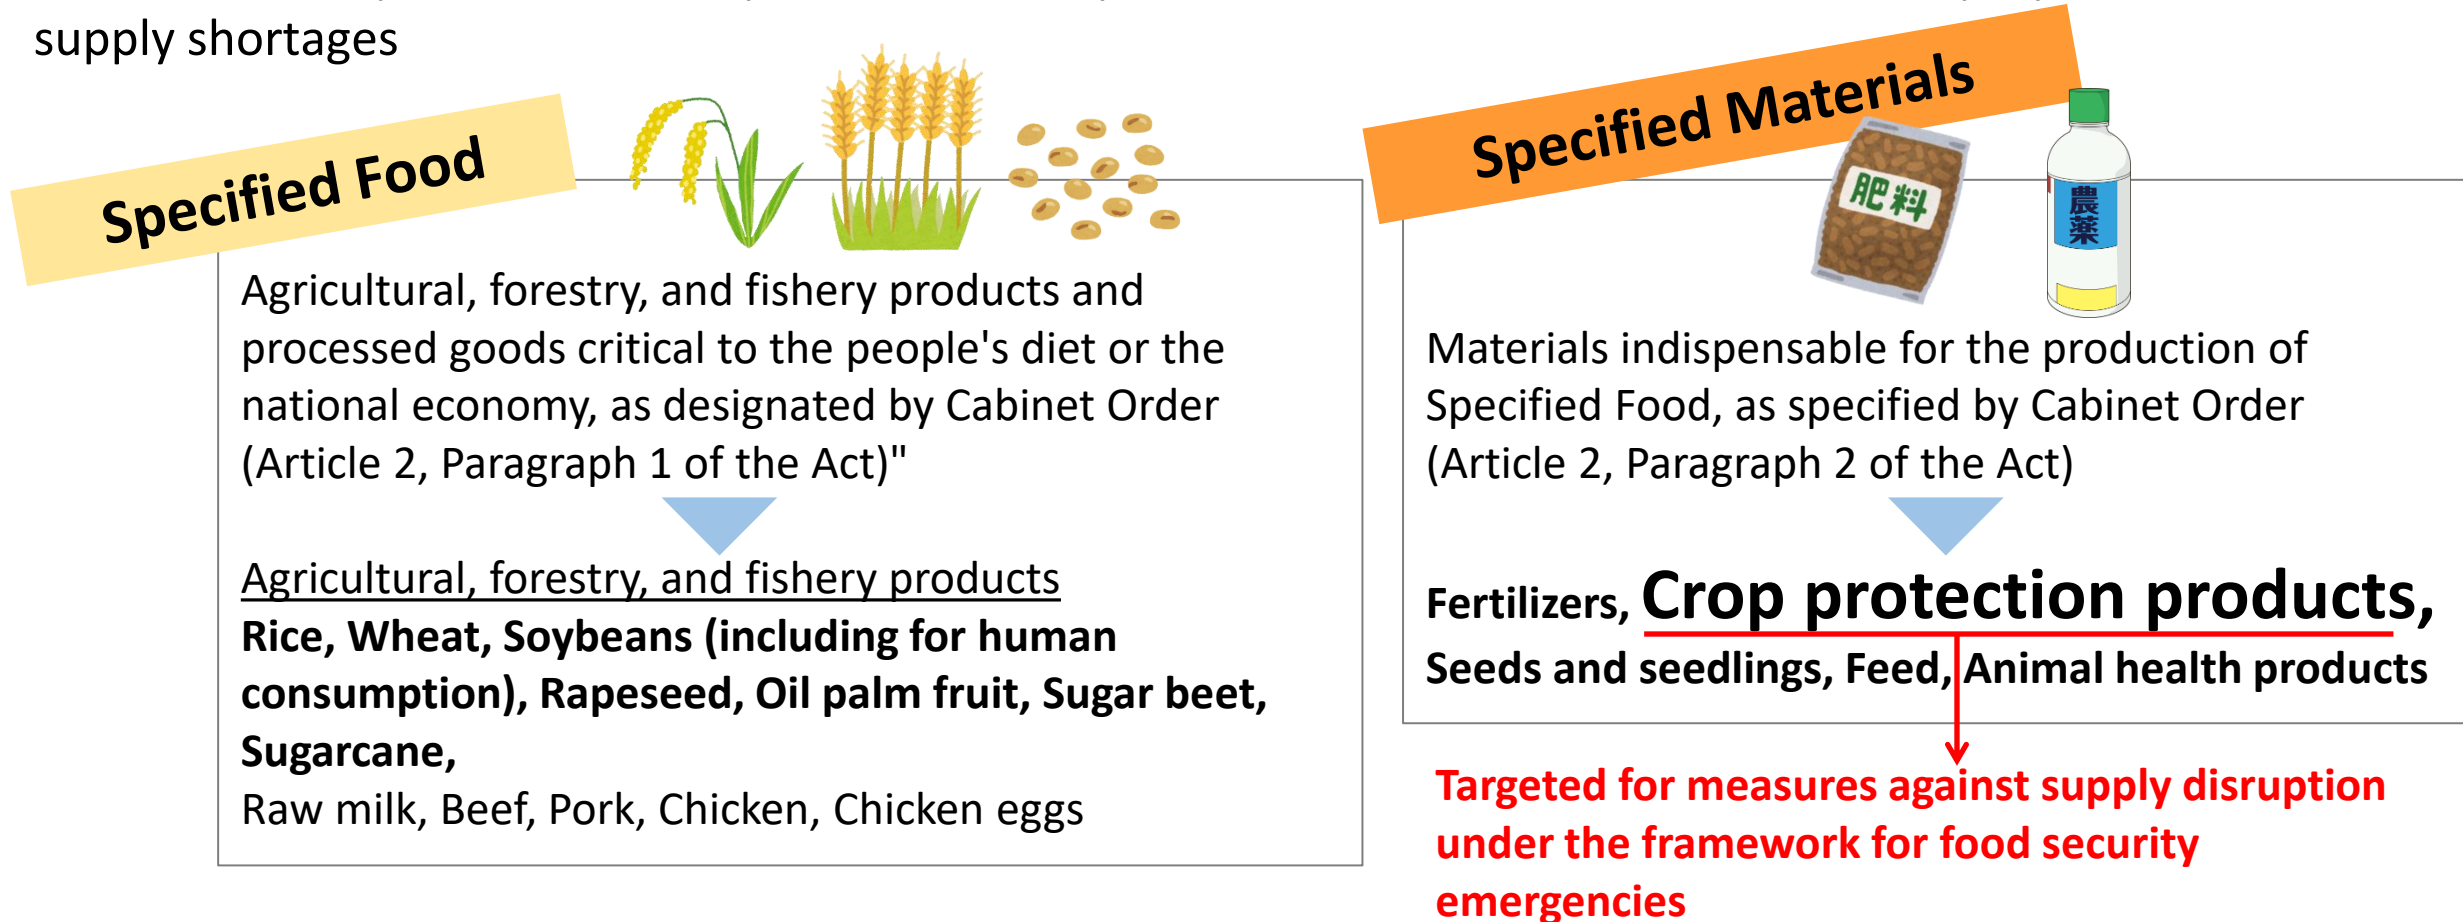 supply shortages
Specified Food
Agricultural, forestry, and fishery products and
processed goods critical to the people's diet or the
national economy, as designated by Cabinet Order
(Article 2, Paragraph 1 of the Act)"
Agricultural, forestry, and fishery products
Rice, Wheat, Soybeans (including for human
consumption), Rapeseed, Oil palm fruit, Sugar beet,
Sugarcane,
Raw milk, Beef, Pork, Chicken, Chicken eggs
Specified Materials
肥料
農薬
Materials indispensable for the production of
Specified Food, as specified by Cabinet Order
(Article 2, Paragraph 2 of the Act)
Fertilizers, Crop protection products,
Seeds and seedlings, Feed, Animal health products
Targeted for measures against supply disruption
under the framework for food security
emergencies